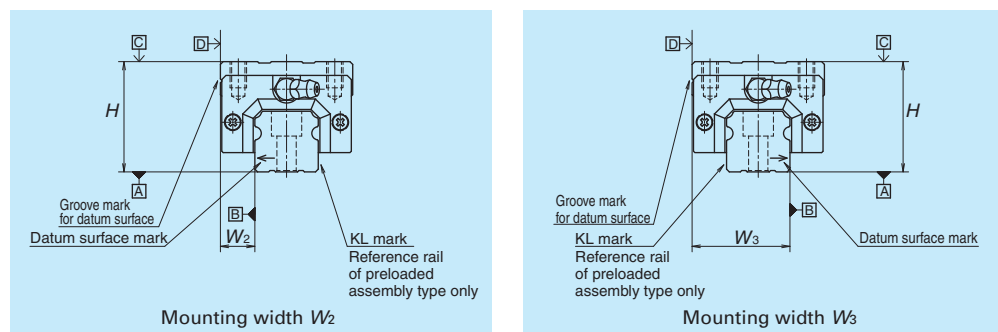 C
D
H
A
Groove mark
for datum surface
Datum surface mark
B
W2
KL mark
Reference rail
of preloaded
assembly type only
Mounting width W2
D
C
H
A
Groove mark
for datum surface
B
KL mark
Reference rail
of preloaded
assembly type only
W3
Datum surface mark
Mounting width W3